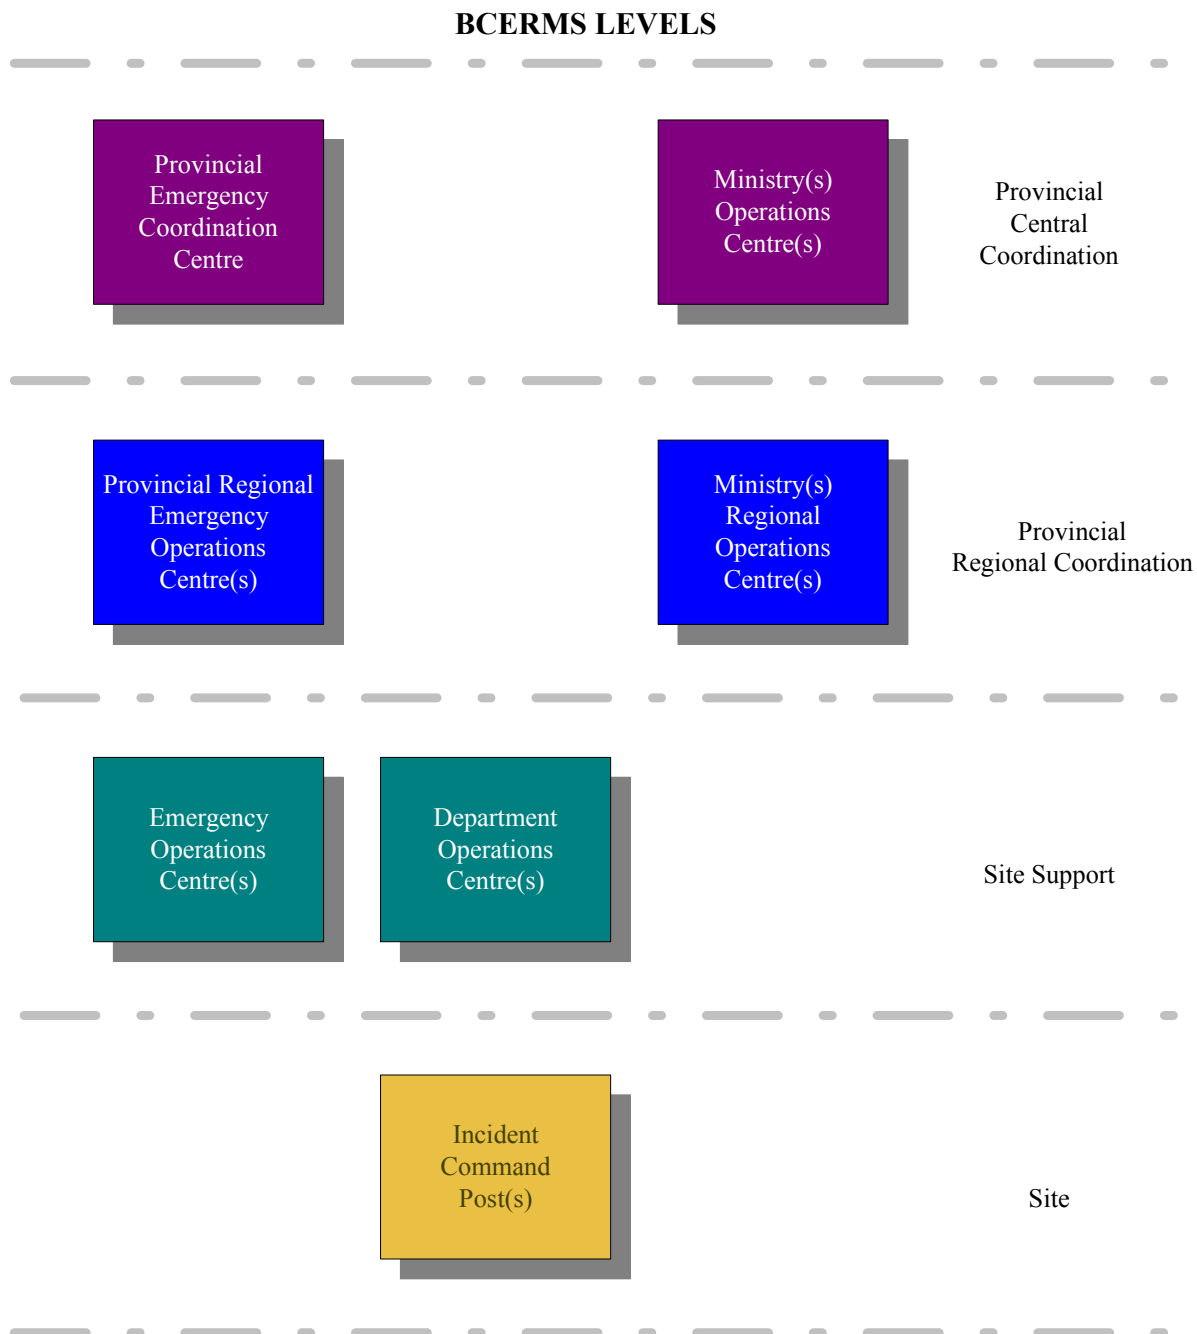 BCERMS LEVELS
Provincial
Emergency
Coordination
Centre
Ministry(s)
Operations
Centre(s)
Provincial
Central
Coordination
Provincial Regional
Emergency
Operations
Centre(s)
Ministry(s)
Regional
Operations
Centre(s)
Provincial
Regional Coordination
Emergency
Operations
Centre(s)
Department
Operations
Centre(s)
Site Support
Incident
Command
Post(s)
Site